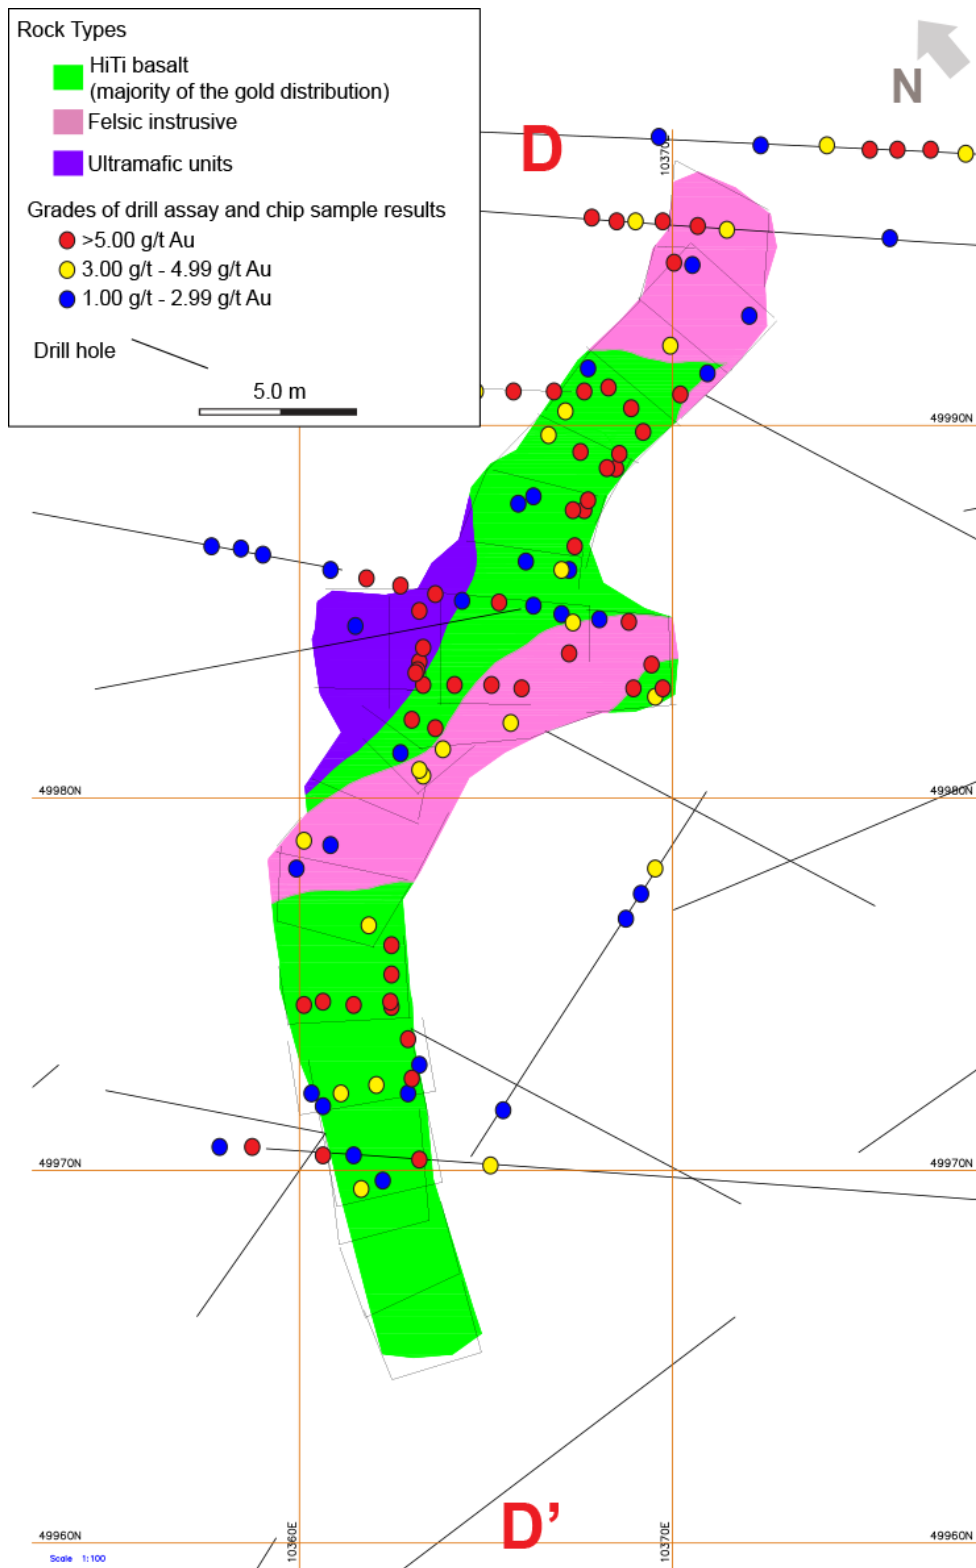 Rock Types
HiTi basalt
(majority of the gold distribution)
Felsic instrusive
Ultramafic units
Grades of drill assay and chip sample results
>5.00 g/t Au
3.00 g/t - 4.99 g/t Au
1.00 g/t - 2.99 g/t Au
Drill hole
5.0 m
N
D
10370E
49990N
49980N
49980N
49970N
49970N
D'
49960N
10360E
10370E
49960N
Scale 1:100